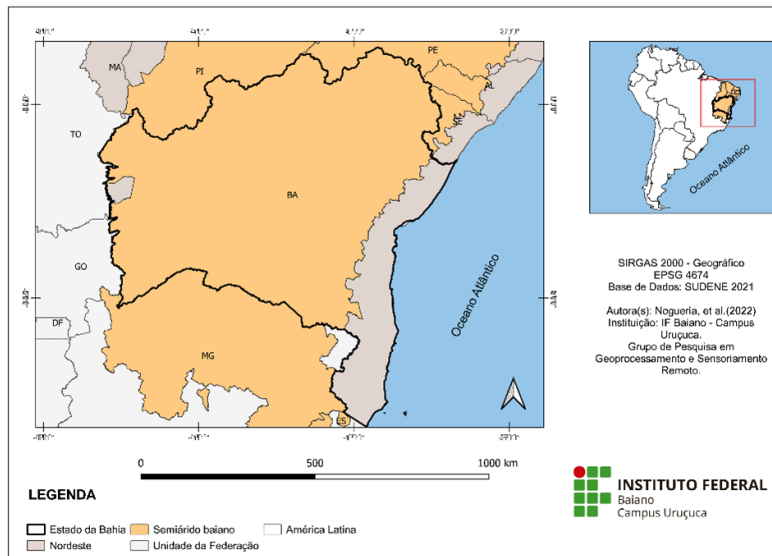 MA
PI
PE
AL
SE
TO
BA
GO
DF
MG
ES
Oceano Atlântico
Oceano Atlântico
SIRGAS 2000 - Geográfico
EPSG 4674
Base de Dados: SUDENE 2021
Autora(s): Nogueria, et al.(2022)
Instituição: IF Baiano - Campus
Uruçuca.
Grupo de Pesquisa em
Geoprocessamento e Sensoriamento
Remoto.
0 500 1000 km
LEGENDA
Estado da Bahia Semiárido baiano América Latina
Nordeste Unidade da Federação
INSTITUTO FEDERAL
Baiano
Campus Uruçuca